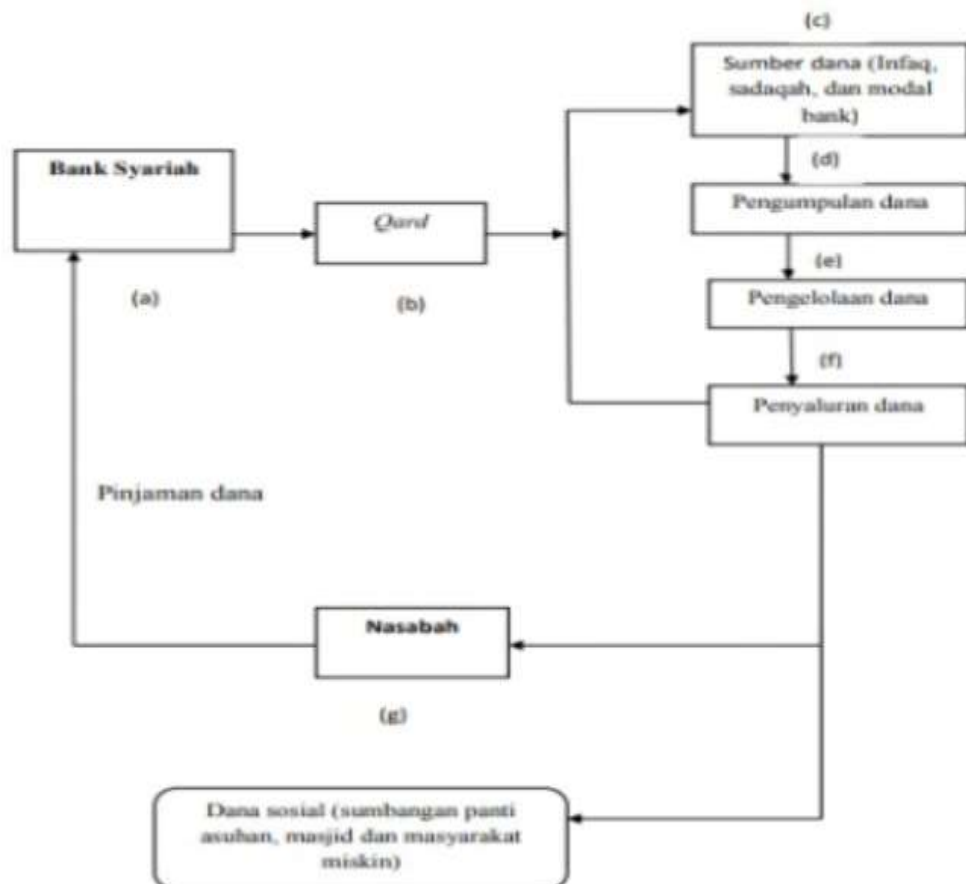 (c)
Sumber dana (Infaq,
sadaqah, dan modal
bank)
Bank Syariah
(d)
Qard
Pengumpulan dana
(e)
(a)
(b)
Pengelolaan dana
(f)
Penyaluran dana
Pinjaman dana
Nasabah
(g)
Dana sosial (sumbangan panti
asuhan, masjid dan masyarakat
miskin)